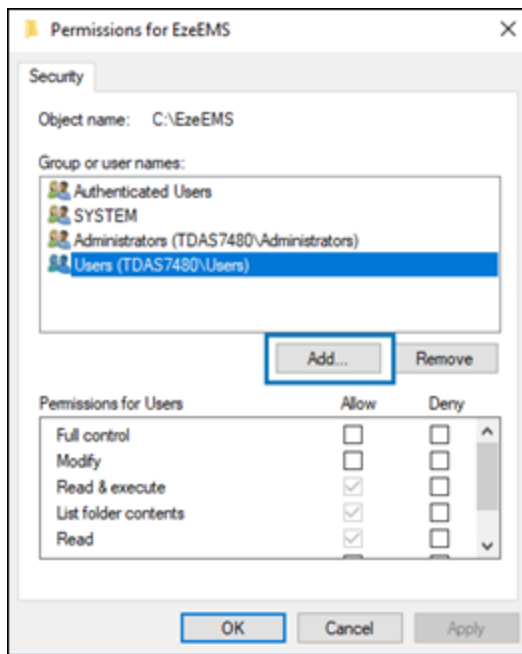 Permissions for EzeEMS
Security
Object name: C:\EzeEMS
Group or user names:
Authenticated Users
SYSTEM
Administrators (TDAS7480\Administrators)
Users (TDAS7480\Users)
Add... Remove
Permissions for Users Allow Deny
Full control
Modify
Read & execute
List folder contents
Read
OK Cancel Apply